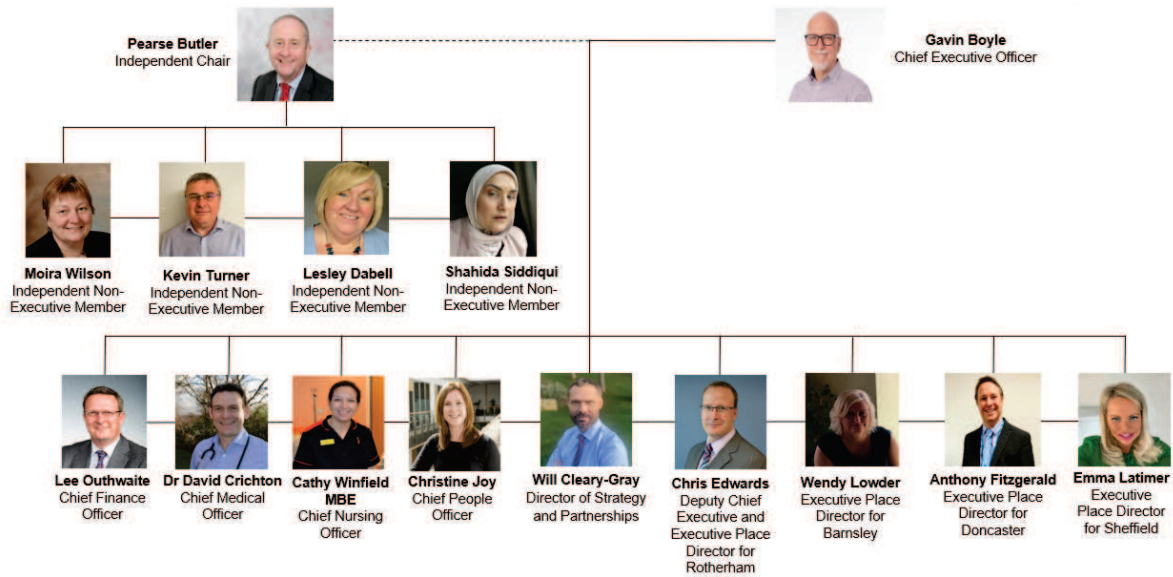 Pearse Butler
Independent Chair
Gavin Boyle
Chief Executive Officer
Moira Wilson
Independent Non-
Executive Member
Kevin Turner
Independent Non-
Executive Member
Lesley Dabell
Independent Non-
Executive Member
Shahida Siddiqui
Independent Non-
Executive Member
Lee Outhwaite
Chief Finance
Officer
Dr David Crichton
Chief Medical
Officer
Cathy Winfield
MBE
Chief Nursing
Officer
Christine Joy
Chief People
Officer
Will Cleary-Gray
Director of Strategy
and Partnerships
Chris Edwards
Deputy Chief
Executive and
Executive Place
Director for
Rotherham
Wendy Lowder
Executive Place
Director for
Barnsley
Anthony Fitzgerald
Executive Place
Director for
Doncaster
Emma Latimer
Executive
Place Director
for Sheffield